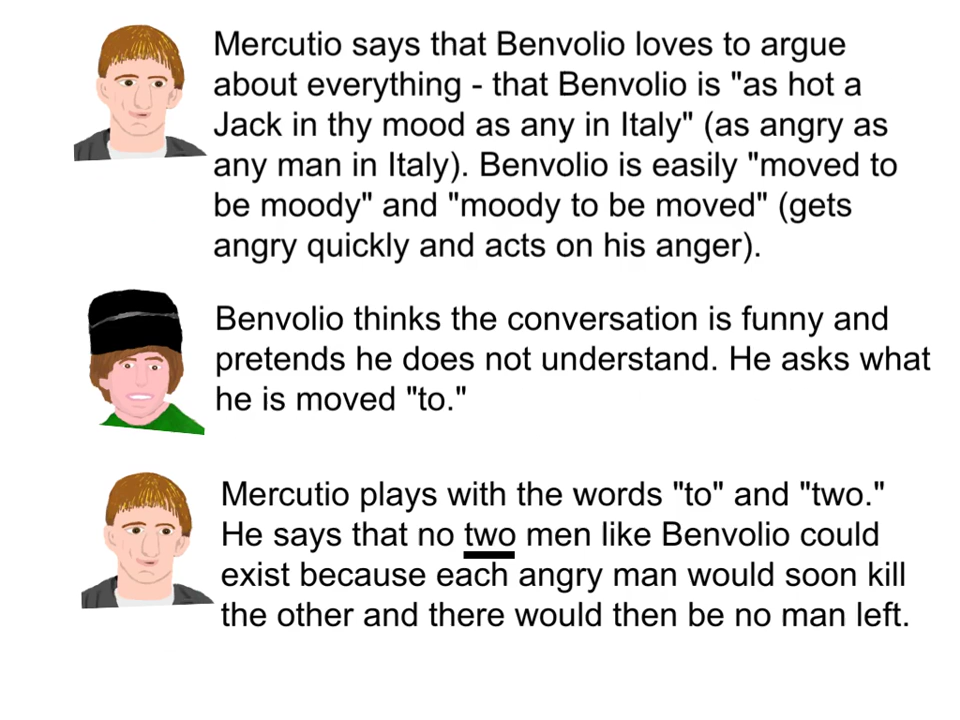 Mercutio says that Benvolio loves to argue
about everything - that Benvolio is "as hot a
Jack in thy mood as any in Italy" (as angry as
any man in Italy). Benvolio is easily "moved to
be moody" and "moody to be moved" (gets
angry quickly and acts on his anger).
Benvolio thinks the conversation is funny and
pretends he does not understand. He asks what
he is moved "to."
Mercutio plays with the words "to" and "two."
He says that no two men like Benvolio could
exist because each angry man would soon kill
the other and there would then be no man left.